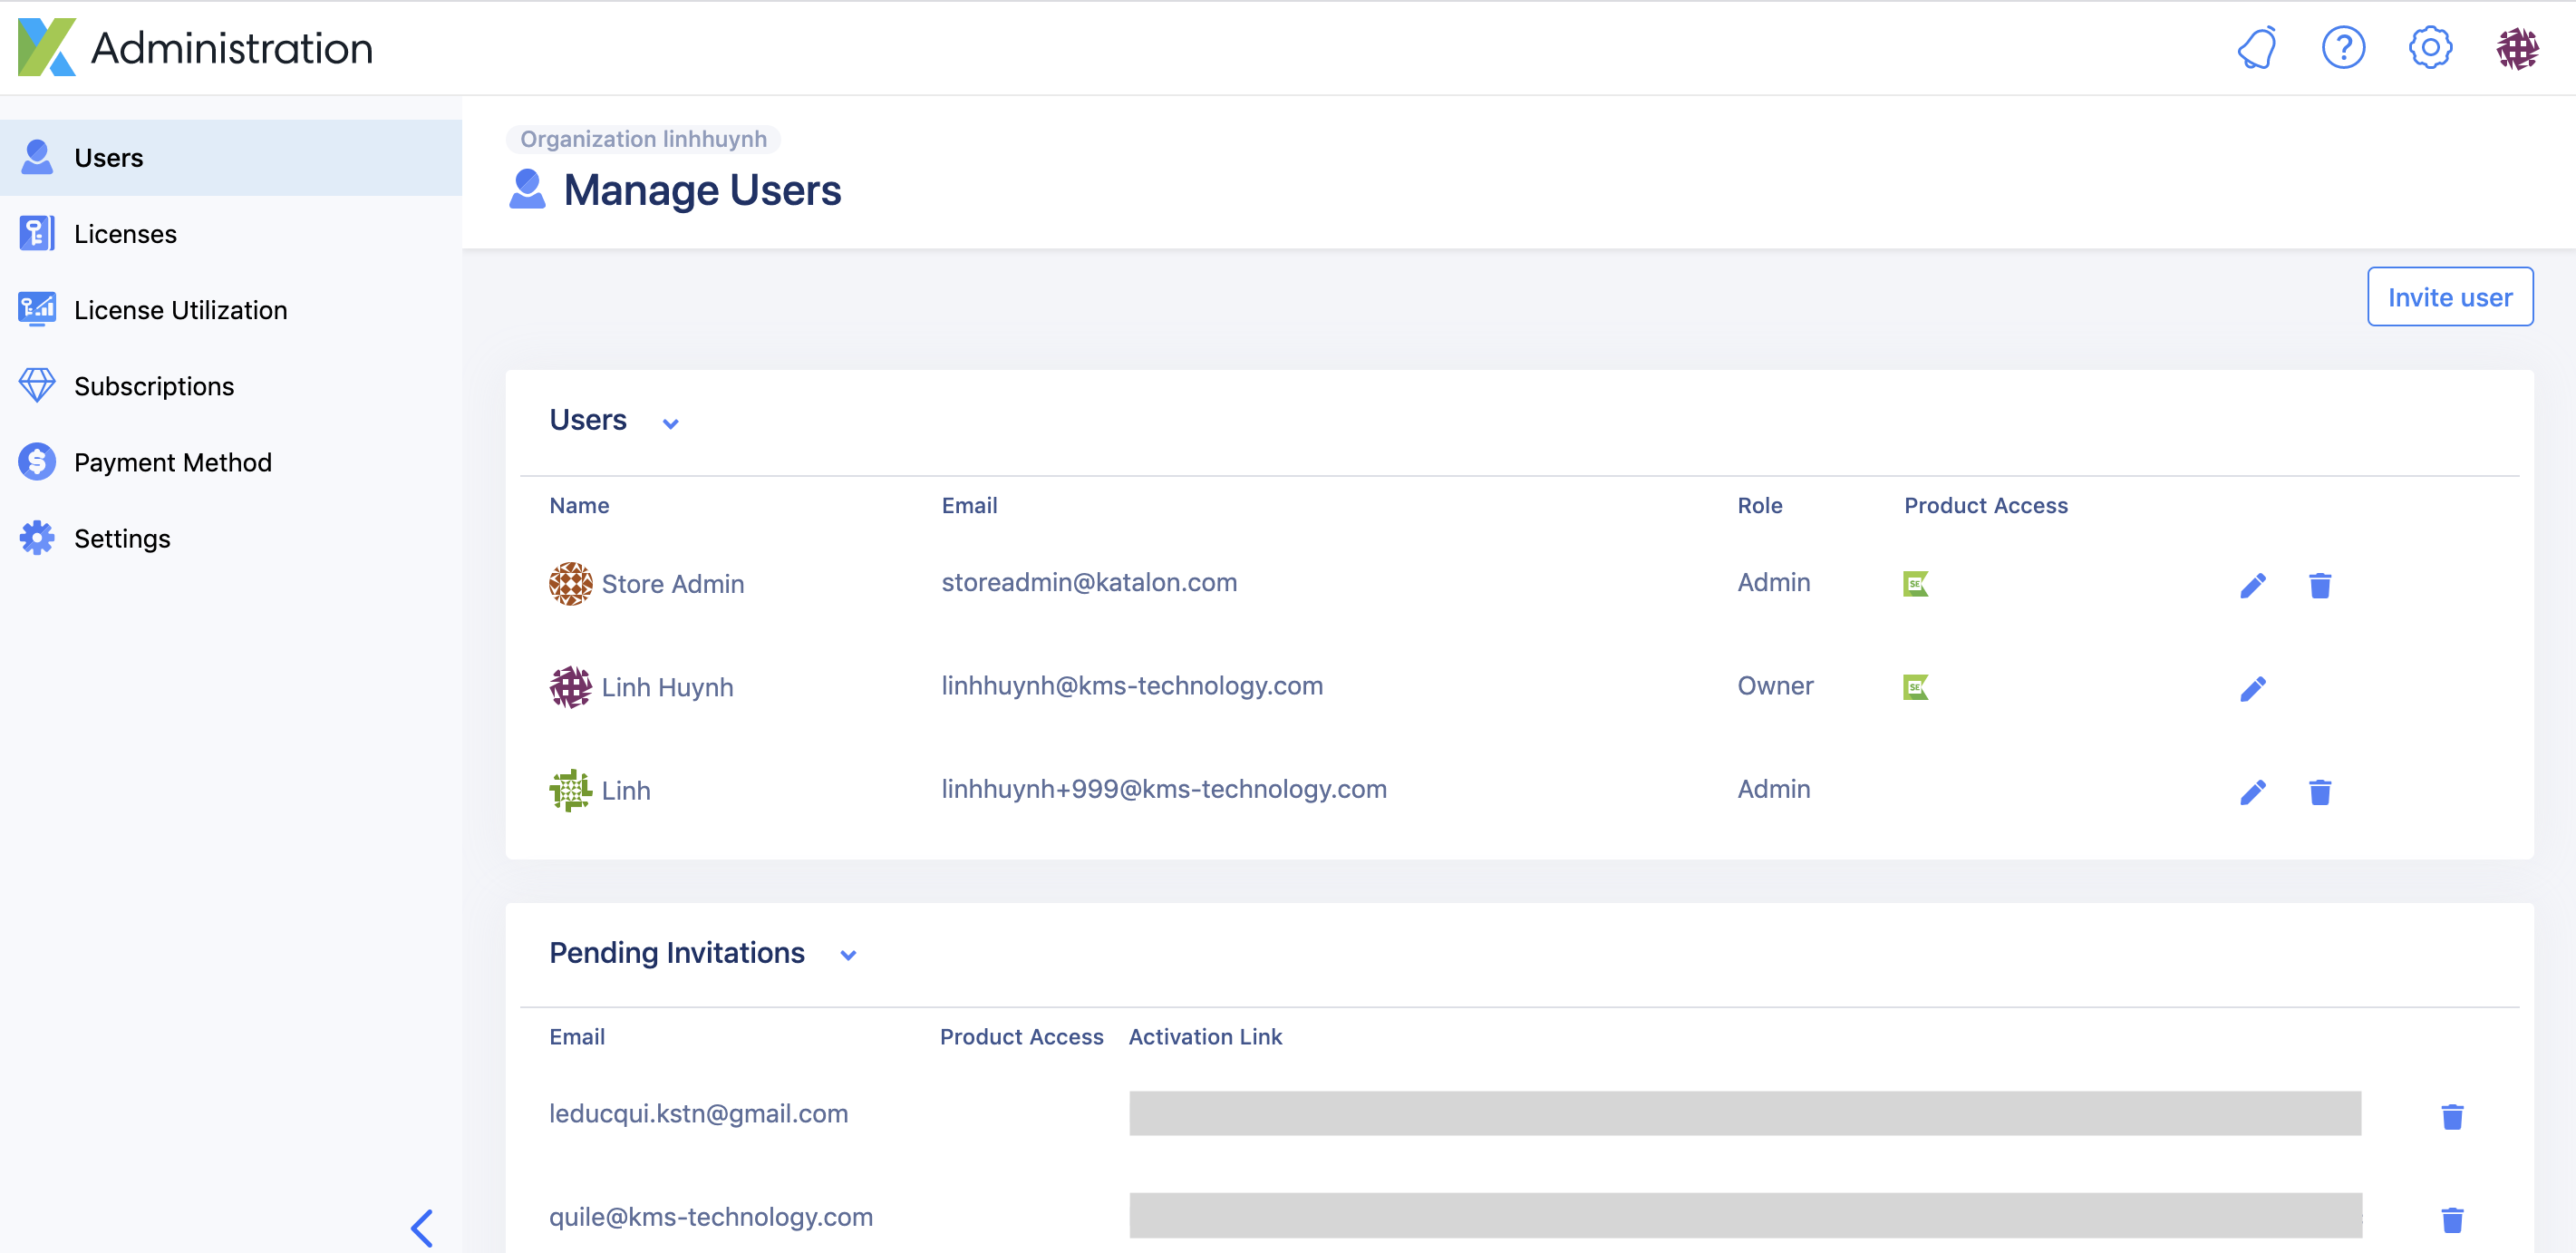 Administration
Users
Licenses
License Utilization
Subscriptions
Payment Method
Settings
Organization linhhuynh
Manage Users
Invite user
Users
Name Email Role Product Access
Store Admin storeadmin@katalon.com Admin SE
Linh Huynh linhhuynh@kms-technology.com Owner SE
Linh linhhuynh+999@kms-technology.com Admin
Pending Invitations
Email Product Access Activation Link
leducqui.kstn@gmail.com
quile@kms-technology.com